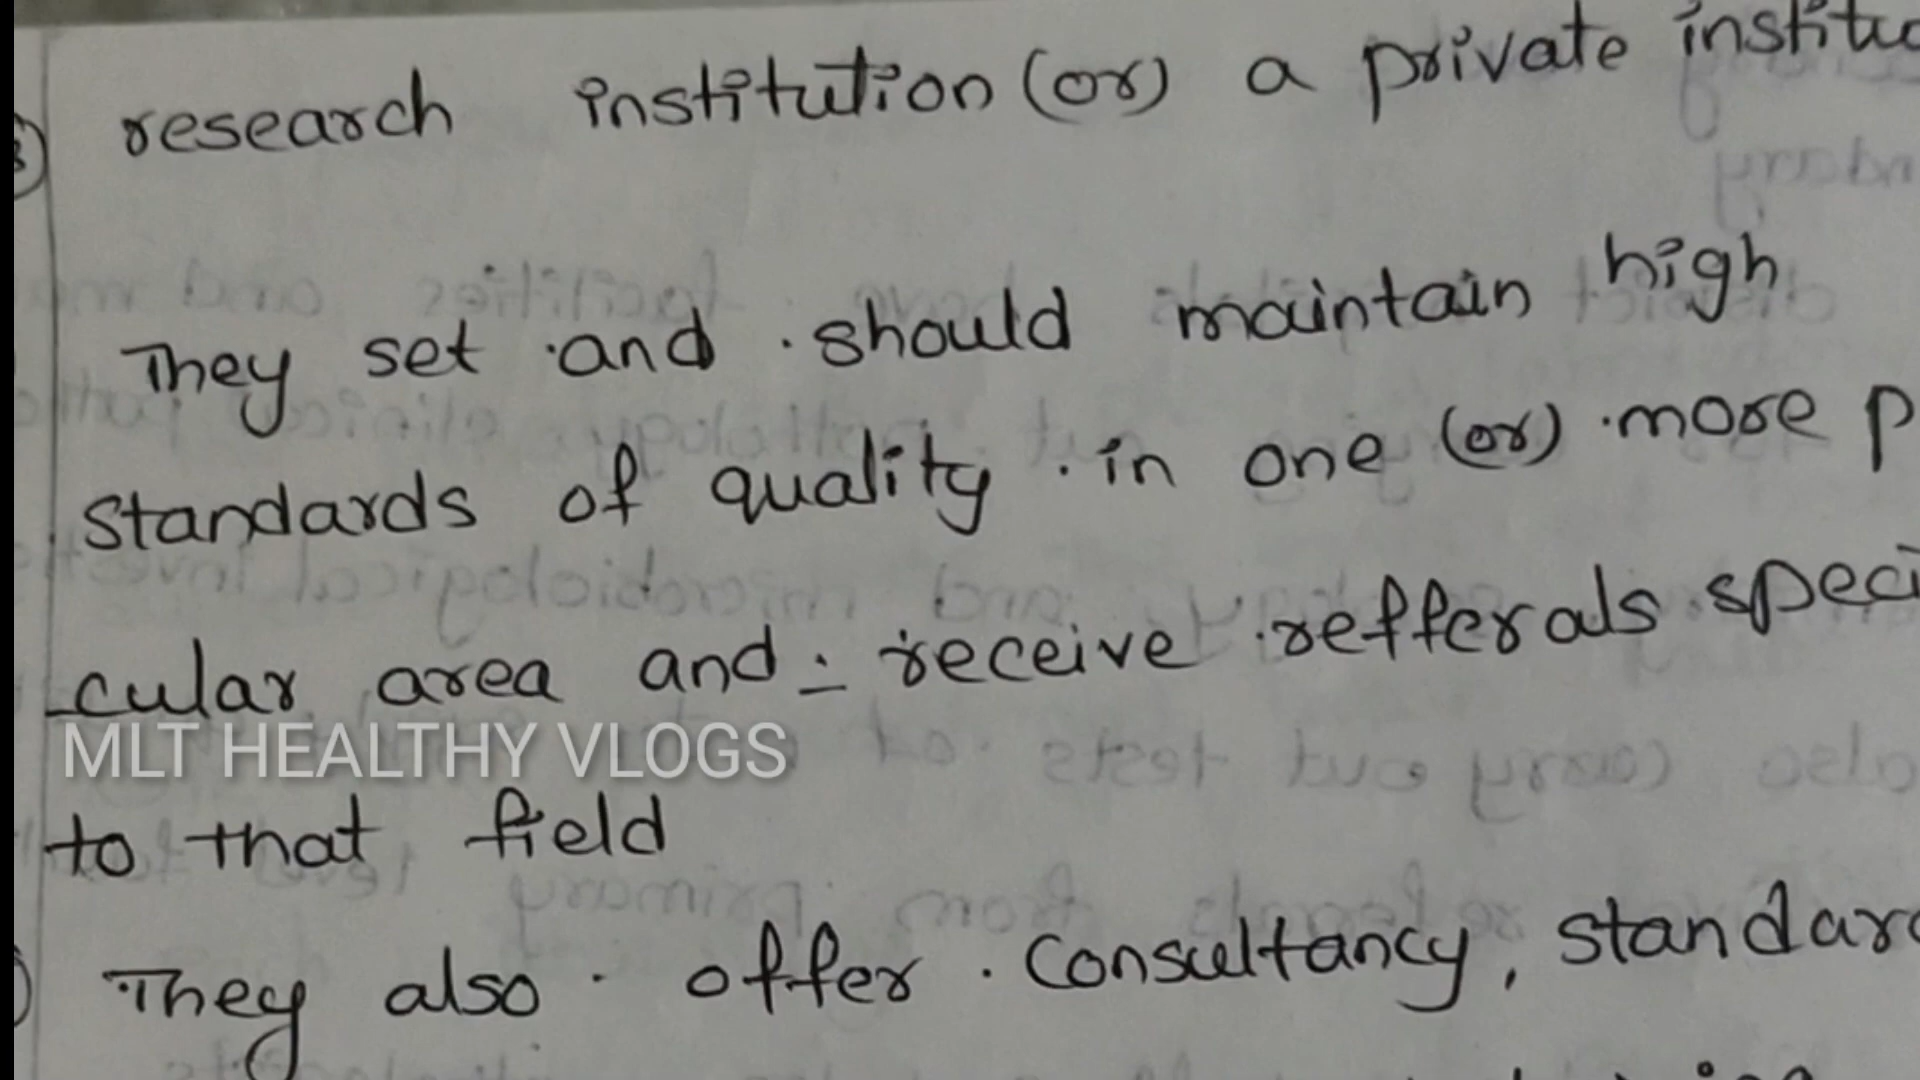 research institution (or) a private institu
They set and should maintain high
standards of quality in one (or) more p
cular area and receive refferals speci
MLT HEALTHY VLOGS
to that field
They also offer consultancy, standar